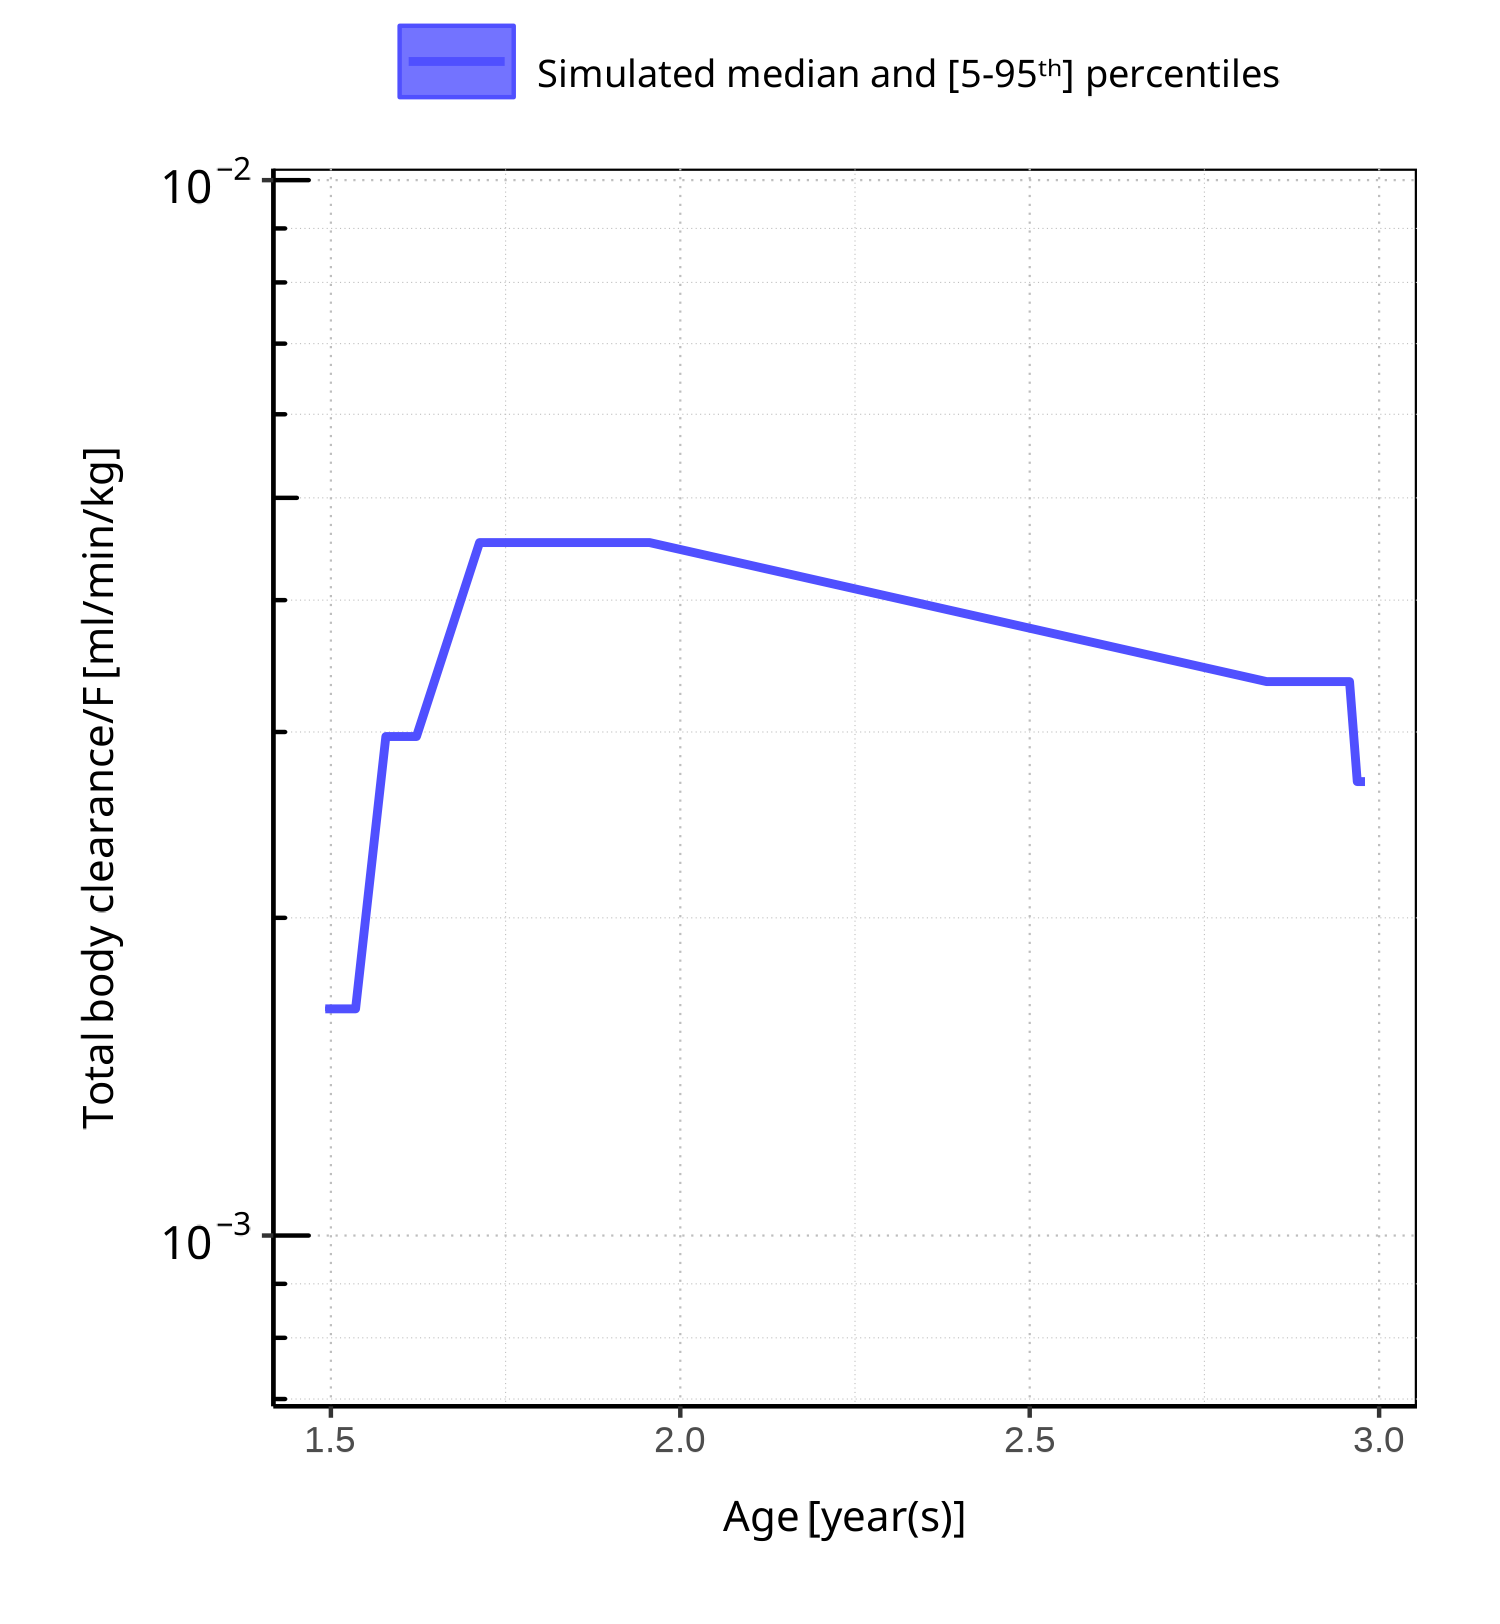 Simulated median and [5-95ᵗʰ] percentiles
10⁻²
Total body clearance/F [ml/min/kg]
10⁻³
1.5 2.0 2.5 3.0
Age [year(s)]